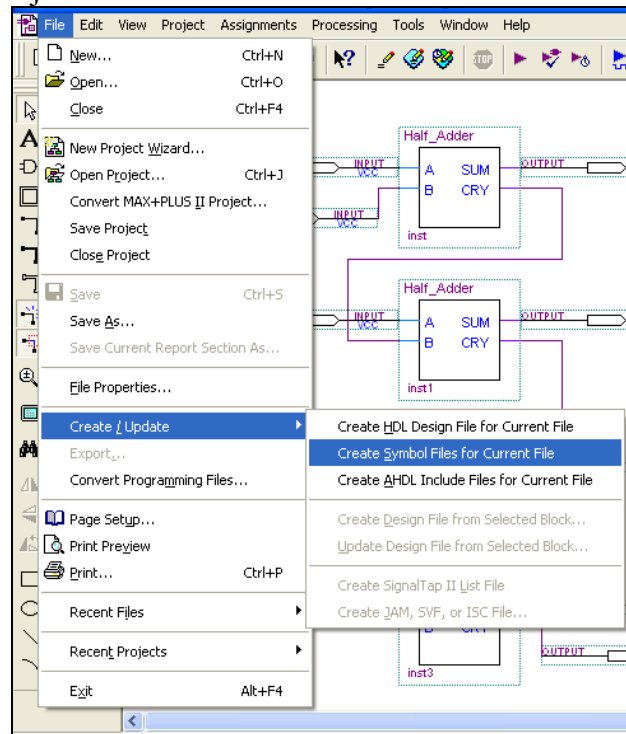 File Edit View Project Assignments Processing Tools Window Help
New... Ctrl+N
Open... Ctrl+O
Close Ctrl+F4
New Project Wizard...
Open Project... Ctrl+J
Convert MAX+PLUS II Project...
Save Project
Close Project
Save Ctrl+S
Save As...
Save Current Report Section As...
File Properties...
Create / Update
Export...
Convert Programming Files...
Page Setup...
Print Preview
Print... Ctrl+P
Recent Files
Recent Projects
Exit Alt+F4
Create HDL Design File for Current File
Create Symbol Files for Current File
Create AHDL Include Files for Current File
Create Design File from Selected Block...
Update Design File from Selected Block...
Create SignalTap II List File
Create JAM, SVF, or ISC File...
STOP
Half_Adder
INPUT
VCC
A SUM
OUTPUT
B CRY
INPUT
VCC
inst
Half_Adder
INPUT
VCC
A SUM
OUTPUT
B CRY
inst1
B CRY
OUTPUT
inst3